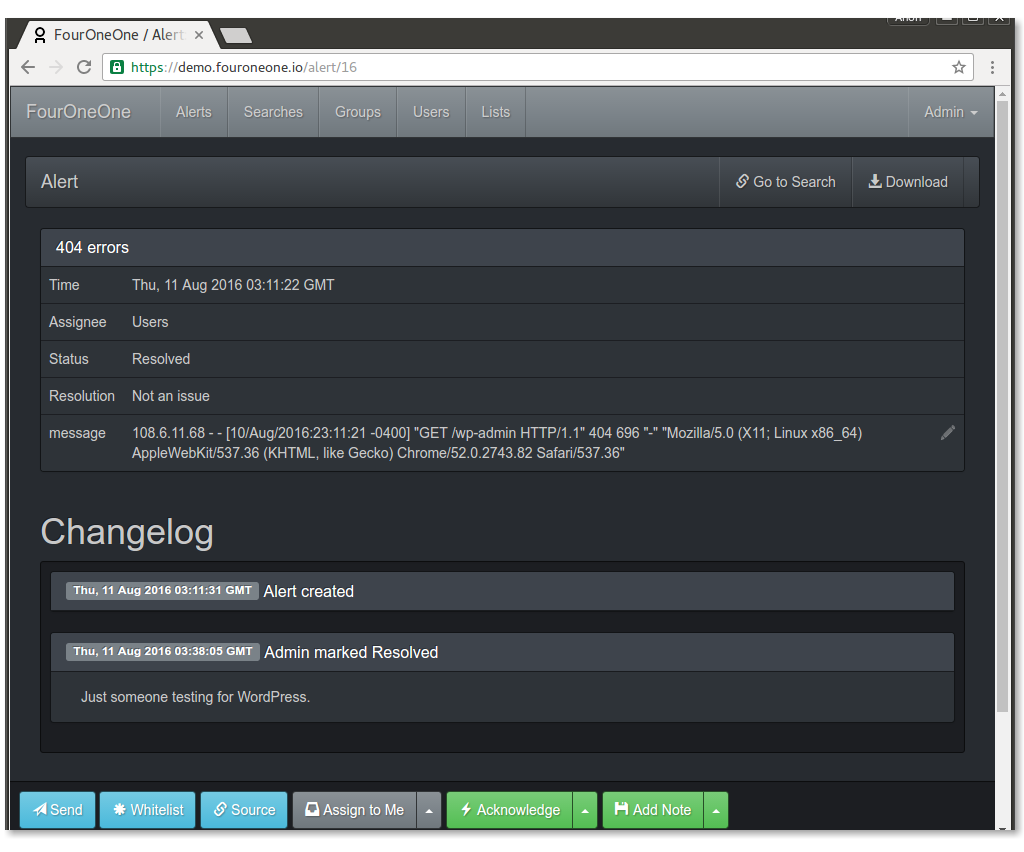 Anon
FourOneOne / Alert
https://demo.fouroneone.io/alert/16
FourOneOne Alerts Searches Groups Users Lists Admin
Alert Go to Search Download
404 errors
Time Thu, 11 Aug 2016 03:11:22 GMT
Assignee Users
Status Resolved
Resolution Not an issue
message 108.6.11.68 - - [10/Aug/2016:23:11:21 -0400] "GET /wp-admin HTTP/1.1" 404 696 "-" "Mozilla/5.0 (X11; Linux x86_64)
AppleWebKit/537.36 (KHTML, like Gecko) Chrome/52.0.2743.82 Safari/537.36"
Changelog
Thu, 11 Aug 2016 03:11:31 GMT Alert created
Thu, 11 Aug 2016 03:38:05 GMT Admin marked Resolved
Just someone testing for WordPress.
Send Whitelist Source Assign to Me Acknowledge Add Note